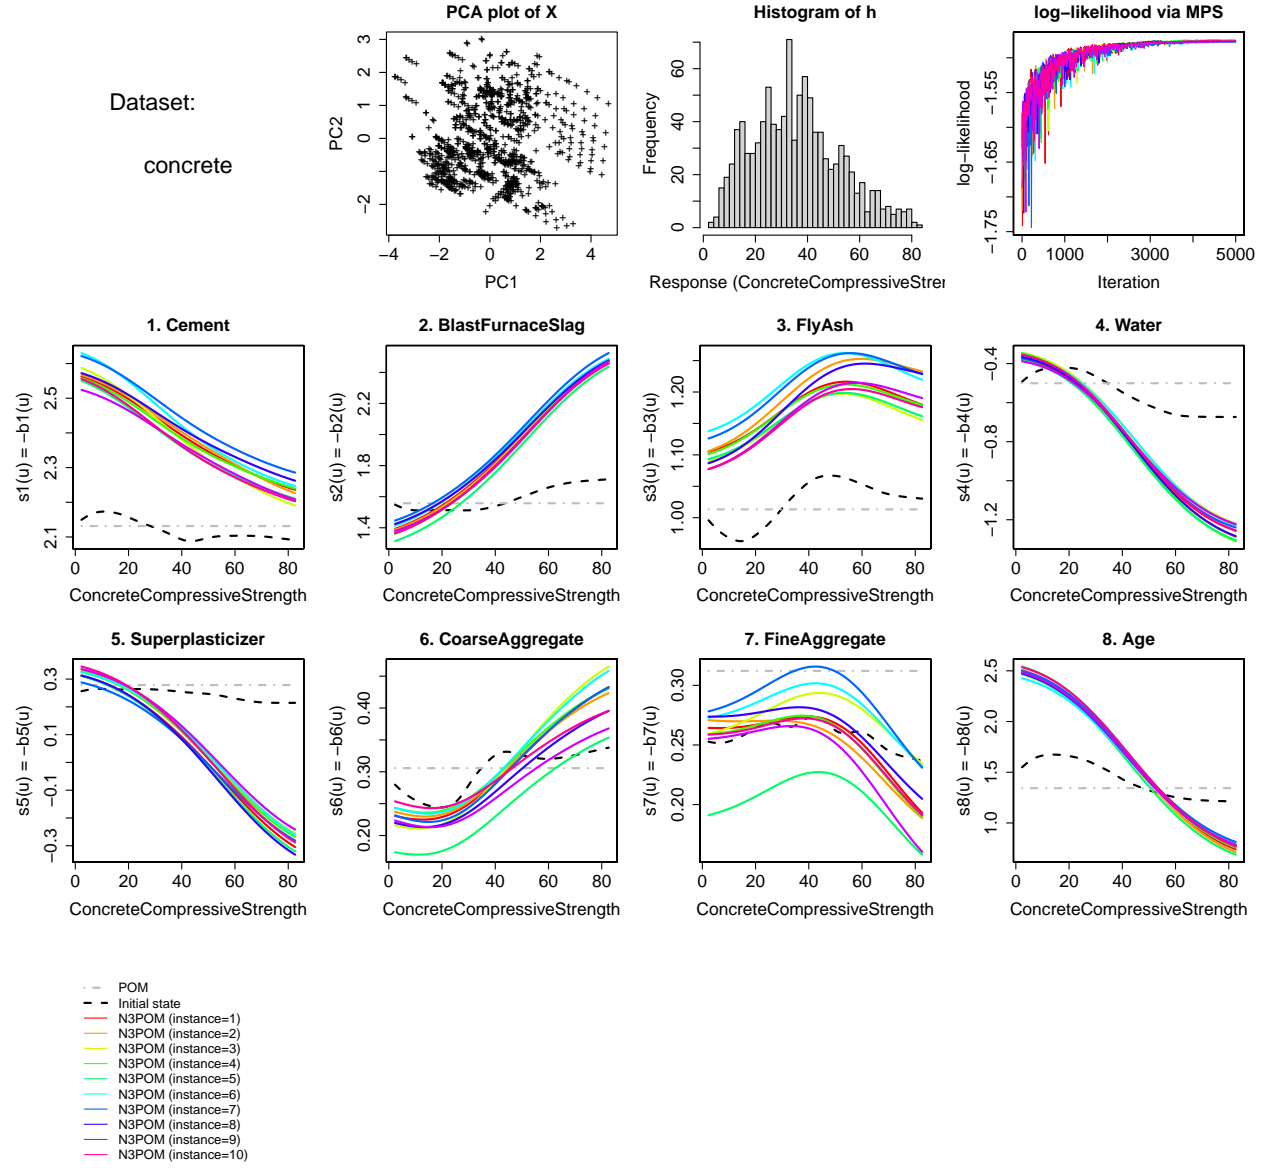 Dataset:
concrete
PCA plot of X
3
2
1
0
−2
PC2
−4
−2
0
2
4
PC1
Histogram of h
60
40
20
0
Frequency
0
20
40
60
80
Response (ConcreteCompressiveStrer
log−likelihood via MPS
−1.55
−1.65
−1.75
log−likelihood
0
1000
3000
5000
Iteration
1. Cement
2.5
2.3
2.1
s1(u) = −b1(u)
0 20 40 60 80
ConcreteCompressiveStrength
2. BlastFurnaceSlag
2.2
1.8
1.6
1.4
s2(u) = −b2(u)
0 20 40 60 80
ConcreteCompressiveStrength
3. FlyAsh
1.20
1.10
1.00
s3(u) = −b3(u)
0 20 40 60 80
ConcreteCompressiveStrength
4. Water
−0.4
−0.8
−1.2
s4(u) = −b4(u)
0 20 40 60 80
ConcreteCompressiveStrength
5. Superplasticizer
0.3
0.1
−0.1
−0.3
s5(u) = −b5(u)
0 20 40 60 80
ConcreteCompressiveStrength
6. CoarseAggregate
0.40
0.30
0.20
s6(u) = −b6(u)
0 20 40 60 80
ConcreteCompressiveStrength
7. FineAggregate
0.30
0.25
0.20
s7(u) = −b7(u)
0 20 40 60 80
ConcreteCompressiveStrength
8. Age
2.5
2.0
1.5
1.0
s8(u) = −b8(u)
0 20 40 60 80
ConcreteCompressiveStrength
POM
Initial state
N3POM (instance=1)
N3POM (instance=2)
N3POM (instance=3)
N3POM (instance=4)
N3POM (instance=5)
N3POM (instance=6)
N3POM (instance=7)
N3POM (instance=8)
N3POM (instance=9)
N3POM (instance=10)